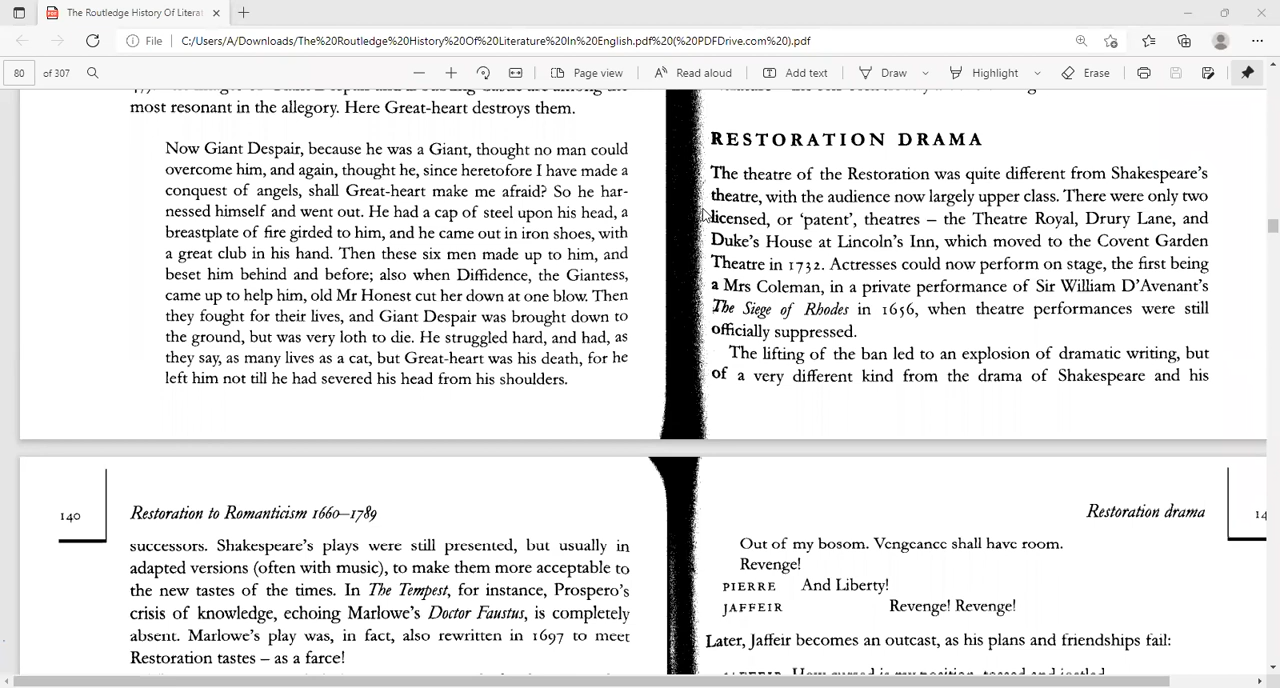 The Routledge History Of Literat
File
C:/Users/A/Downloads/The%20Routledge%20History%20Of%20Literature%20In%20English.pdf%20(%20PDFDrive.com%20).pdf
80 of 307
Page view
Read aloud
Add text
Draw
Highlight
Erase
most resonant in the allegory. Here Great-heart destroys them.
Now Giant Despair, because he was a Giant, thought no man could
overcome him, and again, thought he, since heretofore I have made a
conquest of angels, shall Great-heart make me afraid? So he har-
nessed himself and went out. He had a cap of steel upon his head, a
breastplate of fire girded to him, and he came out in iron shoes, with
a great club in his hand. Then these six men made up to him, and
beset him behind and before; also when Diffidence, the Giantess,
came up to help him, old Mr Honest cut her down at one blow. Then
they fought for their lives, and Giant Despair was brought down to
the ground, but was very loth to die. He struggled hard, and had, as
they say, as many lives as a cat, but Great-heart was his death, for he
left him not till he had severed his head from his shoulders.
RESTORATION DRAMA
The theatre of the Restoration was quite different from Shakespeare's
theatre, with the audience now largely upper class. There were only two
licensed, or 'patent', theatres – the Theatre Royal, Drury Lane, and
Duke's House at Lincoln's Inn, which moved to the Covent Garden
Theatre in 1732. Actresses could now perform on stage, the first being
a Mrs Coleman, in a private performance of Sir William D'Avenant's
The Siege of Rhodes in 1656, when theatre performances were still
officially suppressed.
The lifting of the ban led to an explosion of dramatic writing, but
of a very different kind from the drama of Shakespeare and his
140
Restoration to Romanticism 1660–1789
successors. Shakespeare's plays were still presented, but usually in
adapted versions (often with music), to make them more acceptable to
the new tastes of the times. In The Tempest, for instance, Prospero's
crisis of knowledge, echoing Marlowe's Doctor Faustus, is completely
absent. Marlowe's play was, in fact, also rewritten in 1697 to meet
Restoration tastes – as a farce!
Restoration drama
14
Out of my bosom. Vengeance shall have room.
Revenge!
PIERRE And Liberty!
JAFFEIR Revenge! Revenge!
Later, Jaffeir becomes an outcast, as his plans and friendships fail: